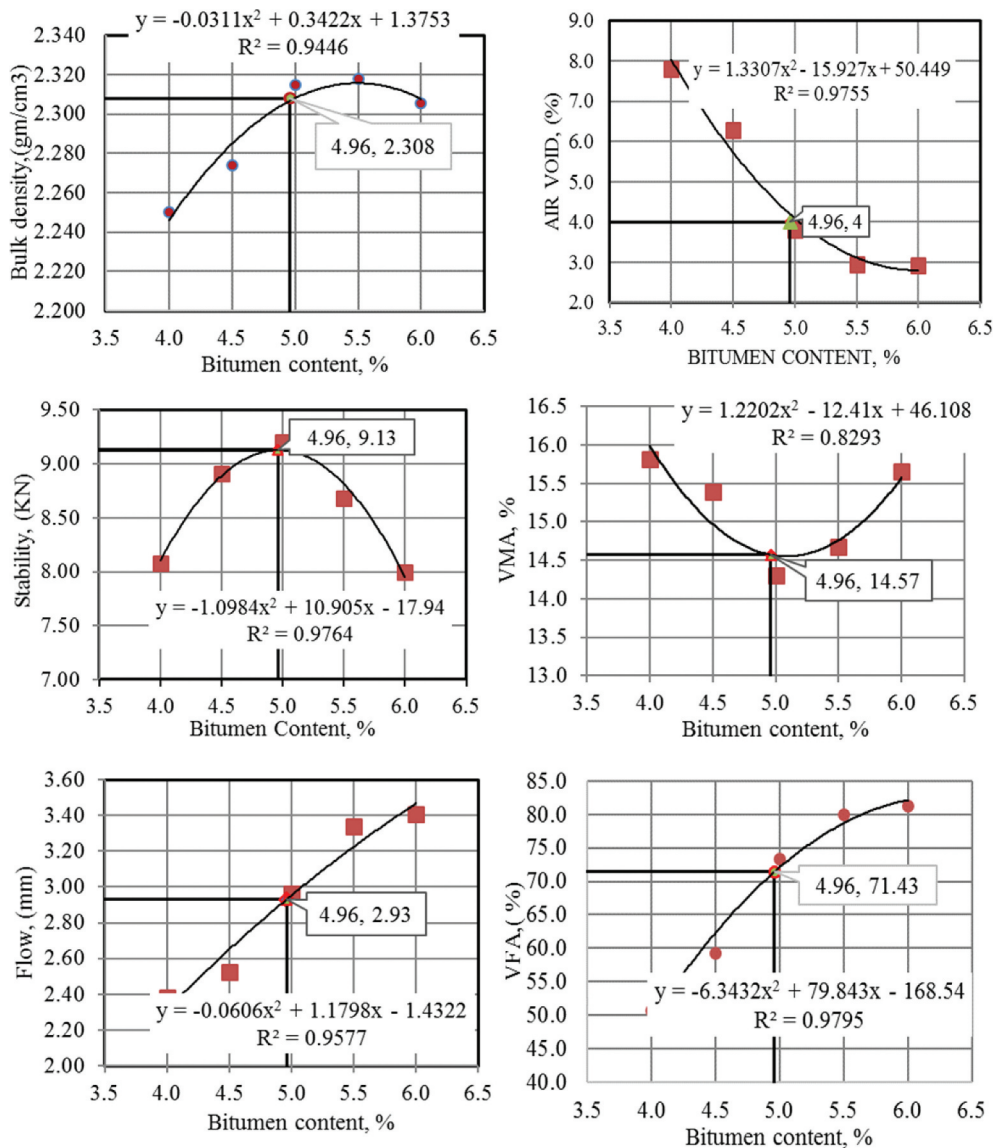 y = -0.0311x² + 0.3422x + 1.3753
R² = 0.9446
2.340
2.320
2.300
2.280
2.260
2.240
2.220
2.200
Bulk density,(gm/cm3)
4.96, 2.308
3.5 4.0 4.5 5.0 5.5 6.0 6.5
Bitumen content, %
9.0
8.0
7.0
6.0
5.0
4.0
3.0
2.0
AIR VOID, (%)
y = 1.3307x² - 15.927x + 50.449
R² = 0.9755
4.96, 4
3.5 4.0 4.5 5.0 5.5 6.0 6.5
BITUMEN CONTENT, %
9.50
9.00
8.50
8.00
7.50
7.00
Stability, (KN)
4.96, 9.13
y = -1.0984x² + 10.905x - 17.94
R² = 0.9764
3.5 4.0 4.5 5.0 5.5 6.0 6.5
Bitumen Content, %
16.5
16.0
15.5
15.0
14.5
14.0
13.5
13.0
VMA, %
y = 1.2202x² - 12.41x + 46.108
R² = 0.8293
4.96, 14.57
3.5 4.0 4.5 5.0 5.5 6.0 6.5
Bitumen content, %
3.60
3.40
3.20
3.00
2.80
2.60
2.40
2.20
2.00
Flow, (mm)
4.96, 2.93
y = -0.0606x² + 1.1798x - 1.4322
R² = 0.9577
3.5 4.0 4.5 5.0 5.5 6.0 6.5
Bitumen content, %
85.0
80.0
75.0
70.0
65.0
60.0
55.0
50.0
45.0
40.0
VFA,( %)
4.96, 71.43
y = -6.3432x² + 79.843x - 168.54
R² = 0.9795
3.5 4.0 4.5 5.0 5.5 6.0 6.5
Bitumen content, %